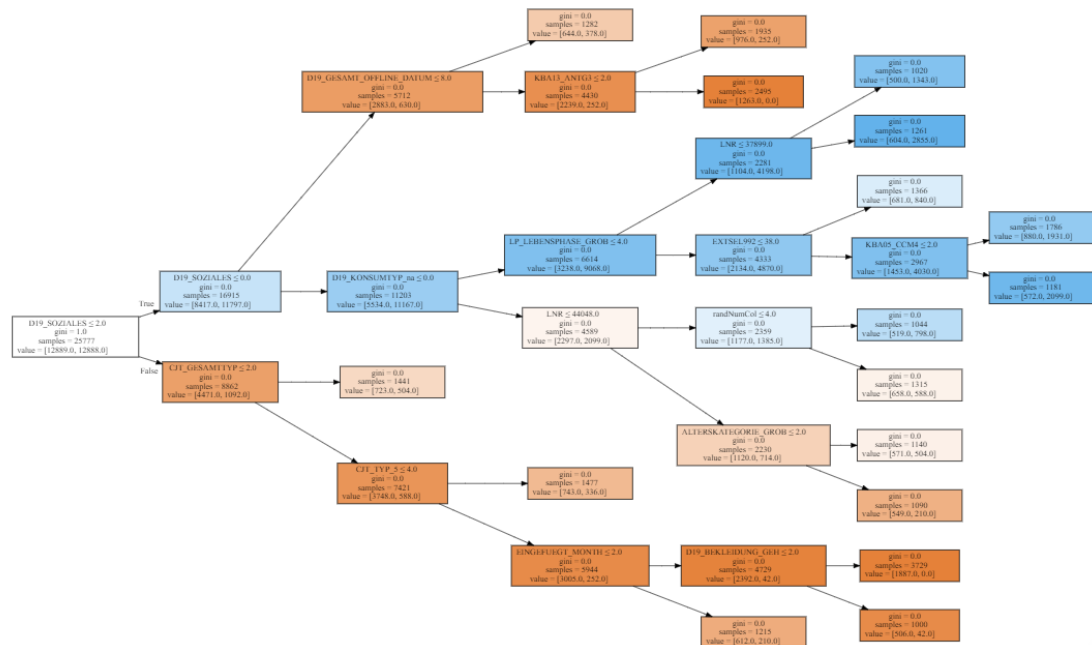 gini = 0.0
samples = 1282
value = [644.0, 378.0]
gini = 0.0
samples = 1935
value = [976.0, 252.0]
D19_GESAMT_OFFLINE_DATUM ≤ 8.0
gini = 0.0
samples = 5712
value = [2883.0, 630.0]
KBA13_ANTG3 ≤ 2.0
gini = 0.0
samples = 4430
value = [2239.0, 252.0]
gini = 0.0
samples = 2495
value = [1263.0, 0.0]
gini = 0.0
samples = 1020
value = [500.0, 1343.0]
gini = 0.0
samples = 1261
value = [604.0, 2855.0]
LNR ≤ 37899.0
gini = 0.0
samples = 2281
value = [1104.0, 4198.0]
gini = 0.0
samples = 1366
value = [681.0, 840.0]
LP_LEBENSPHASE_GROB ≤ 4.0
gini = 0.0
samples = 6614
value = [3238.0, 9068.0]
EXTSEL992 ≤ 38.0
gini = 0.0
samples = 4333
value = [2134.0, 4870.0]
KBA05_CCM4 ≤ 2.0
gini = 0.0
samples = 2967
value = [1453.0, 4030.0]
gini = 0.0
samples = 1786
value = [880.0, 1931.0]
gini = 0.0
samples = 1181
value = [572.0, 2099.0]
D19_SOZIALES ≤ 0.0
gini = 0.0
samples = 16915
value = [8417.0, 11797.0]
D19_KONSUMTYP_na ≤ 0.0
gini = 0.0
samples = 11203
value = [5534.0, 11167.0]
True
D19_SOZIALES ≤ 2.0
gini = 1.0
samples = 25777
value = [12889.0, 12888.0]
False
LNR ≤ 44048.0
gini = 0.0
samples = 4589
value = [2297.0, 2099.0]
randNumCol ≤ 4.0
gini = 0.0
samples = 2359
value = [1177.0, 1385.0]
gini = 0.0
samples = 1044
value = [519.0, 798.0]
gini = 0.0
samples = 1315
value = [658.0, 588.0]
CJT_GESAMTTYP ≤ 2.0
gini = 0.0
samples = 8862
value = [4471.0, 1092.0]
gini = 0.0
samples = 1441
value = [723.0, 504.0]
ALTERSKATEGORIE_GROB ≤ 2.0
gini = 0.0
samples = 2230
value = [1120.0, 714.0]
gini = 0.0
samples = 1140
value = [571.0, 504.0]
gini = 0.0
samples = 1090
value = [549.0, 210.0]
CJT_TYP_5 ≤ 4.0
gini = 0.0
samples = 7421
value = [3748.0, 588.0]
gini = 0.0
samples = 1477
value = [743.0, 336.0]
EINGEFUEGT_MONTH ≤ 2.0
gini = 0.0
samples = 5944
value = [3005.0, 252.0]
D19_BEKLEIDUNG_GEH ≤ 2.0
gini = 0.0
samples = 4729
value = [2392.0, 42.0]
gini = 0.0
samples = 3729
value = [1887.0, 0.0]
gini = 0.0
samples = 1000
value = [506.0, 42.0]
gini = 0.0
samples = 1215
value = [612.0, 210.0]